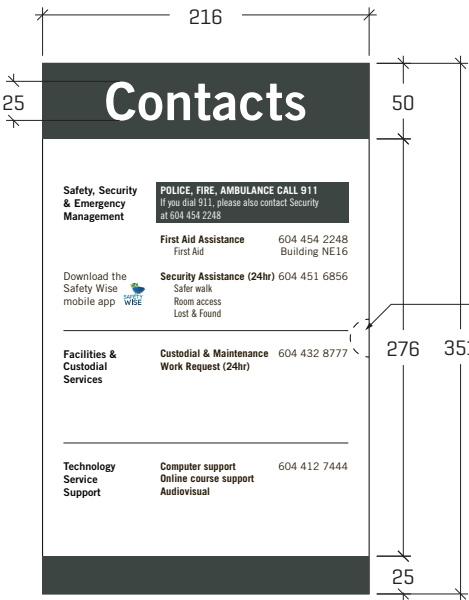 216
25
Contacts
50
Safety, Security
& Emergency
Management
POLICE, FIRE, AMBULANCE CALL 911
If you dial 911, please also contact Security
at 604 454 2248
First Aid Assistance 604 454 2248
First Aid Building NE16
Download the
Safety Wise
mobile app
SAFETY
WISE
Security Assistance (24hr) 604 451 6856
Safer walk
Room access
Lost & Found
276
351
Facilities &
Custodial
Services
Custodial & Maintenance 604 432 8777
Work Request (24hr)
Technology
Service
Support
Computer support 604 412 7444
Online course support
Audiovisual
25